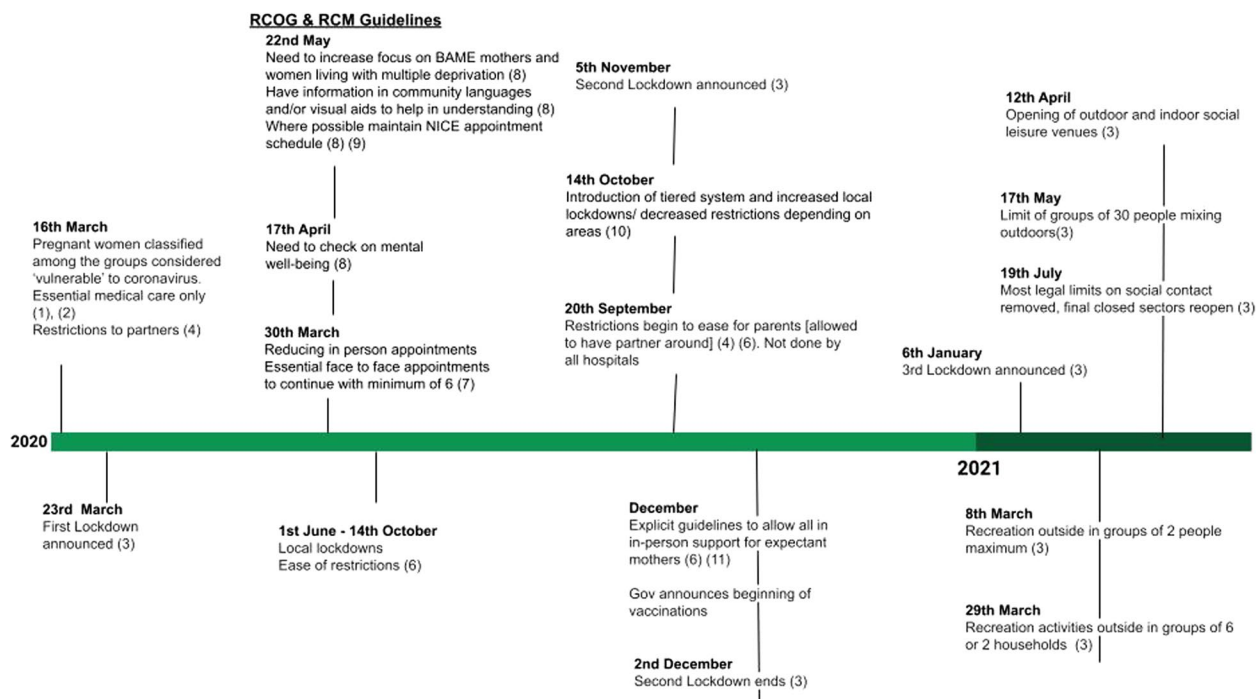 RCOG & RCM Guidelines
22nd May
Need to increase focus on BAME mothers and
women living with multiple deprivation (8)
Have information in community languages
and/or visual aids to help in understanding (8)
Where possible maintain NICE appointment
schedule (8) (9)
17th April
Need to check on mental
well-being (8)
30th March
Reducing in person appointments
Essential face to face appointments
to continue with minimum of 6 (7)
16th March
Pregnant women classified
among the groups considered
‘vulnerable’ to coronavirus.
Essential medical care only
(1), (2)
Restrictions to partners (4)
5th November
Second Lockdown announced (3)
14th October
Introduction of tiered system and increased local
lockdowns/ decreased restrictions depending on
areas (10)
20th September
Restrictions begin to ease for parents [allowed
to have partner around] (4) (6). Not done by
all hospitals
12th April
Opening of outdoor and indoor social
leisure venues (3)
17th May
Limit of groups of 30 people mixing
outdoors(3)
19th July
Most legal limits on social contact
removed, final closed sectors reopen (3)
6th January
3rd Lockdown announced (3)
2020
2021
23rd March
First Lockdown
announced (3)
1st June - 14th October
Local lockdowns
Ease of restrictions (6)
December
Explicit guidelines to allow all in
in-person support for expectant
mothers (6) (11)
Gov announces beginning of
vaccinations
2nd December
Second Lockdown ends (3)
8th March
Recreation outside in groups of 2 people
maximum (3)
29th March
Recreation activities outside in groups of 6
or 2 households (3)